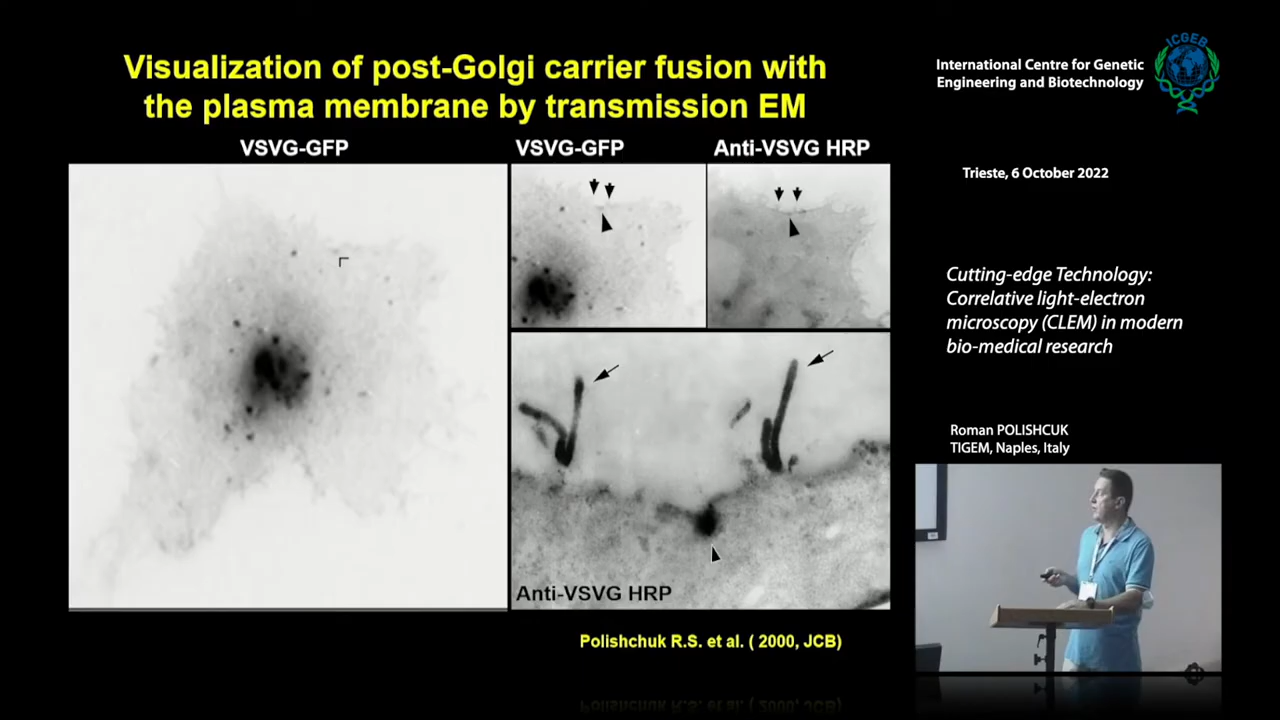 Visualization of post-Golgi carrier fusion with
the plasma membrane by transmission EM
VSVG-GFP
VSVG-GFP
Anti-VSVG HRP
Anti-VSVG HRP
Polishchuk R.S. et al. ( 2000, JCB)
International Centre for Genetic
Engineering and Biotechnology
ICGEB
Trieste, 6 October 2022
Cutting-edge Technology:
Correlative light-electron
microscopy (CLEM) in modern
bio-medical research
Roman POLISHCUK
TIGEM, Naples, Italy